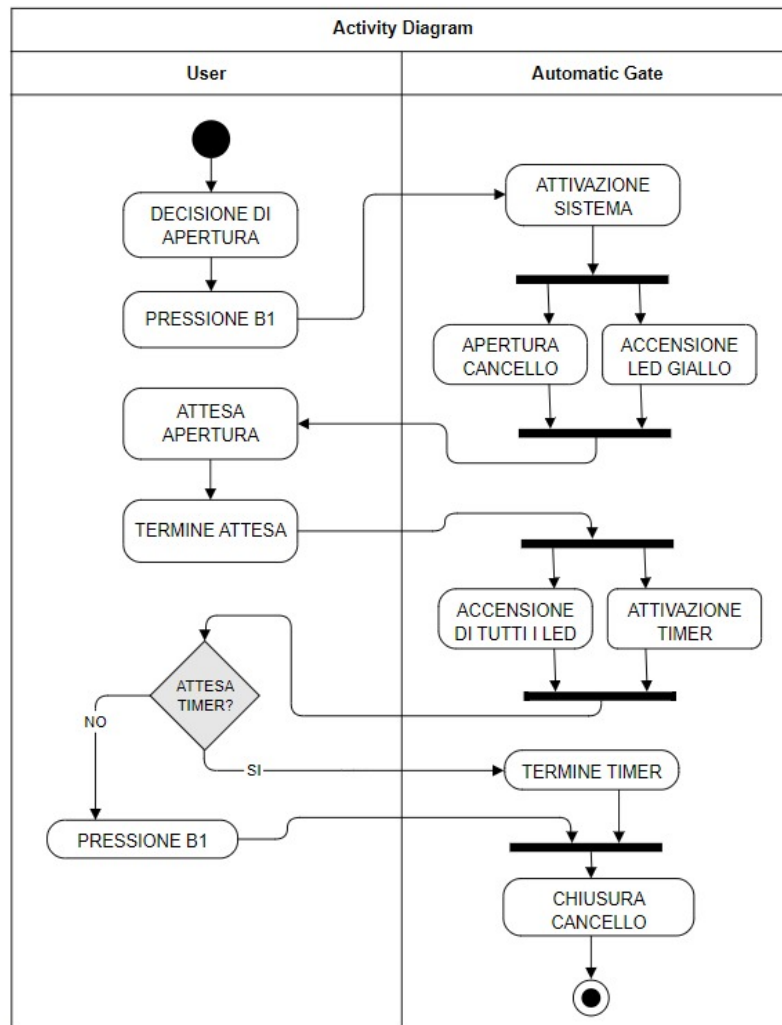 Activity Diagram
User
Automatic Gate
DECISIONE DI
APERTURA
PRESSIONE B1
ATTIVAZIONE
SISTEMA
APERTURA
CANCELLO
ACCENSIONE
LED GIALLO
ATTESA
APERTURA
TERMINE ATTESA
ACCENSIONE
DI TUTTI I LED
ATTIVAZIONE
TIMER
ATTESA
TIMER?
NO
SI
TERMINE TIMER
PRESSIONE B1
CHIUSURA
CANCELLO